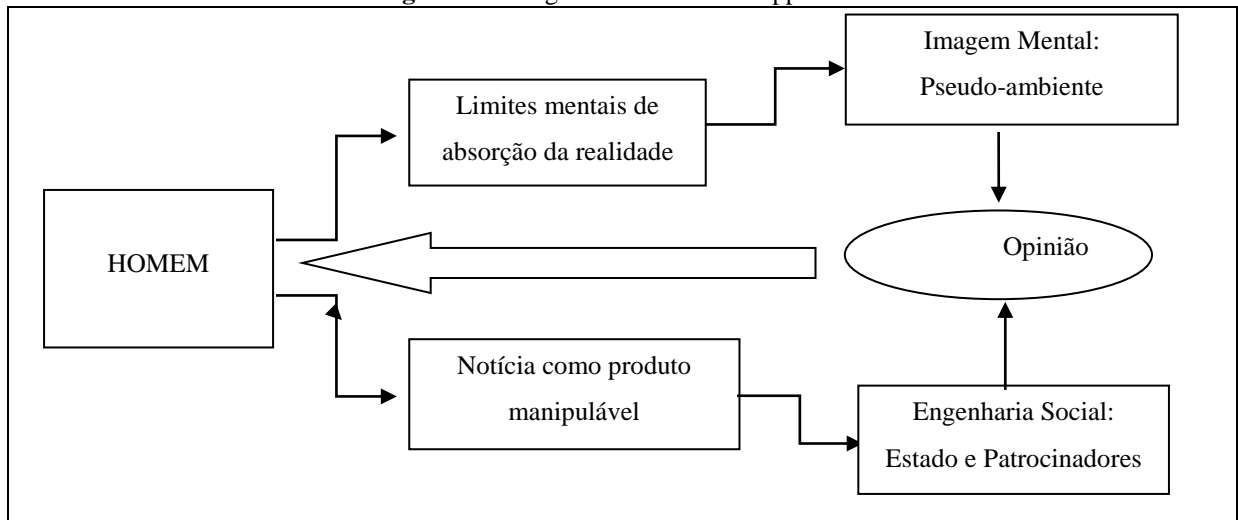 Imagem Mental:
Pseudo-ambiente
Limites mentais de
absorção da realidade
HOMEM
Opinião
Notícia como produto
manipulável
Engenharia Social:
Estado e Patrocinadores